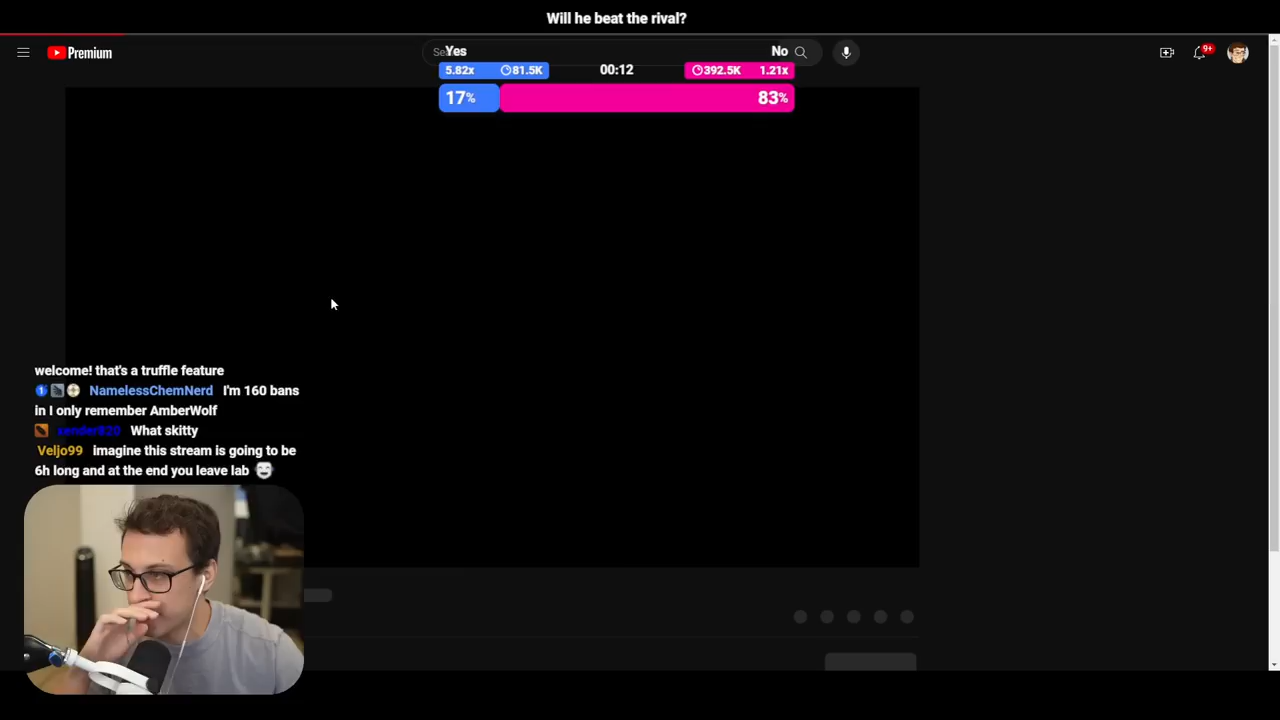 Will he beat the rival?
Premium
Se
Yes
No
9+
5.82x
81.5K
00:12
392.5K
1.21x
17%
83%
welcome! that's a truffle feature
NamelessChemNerd I'm 160 bans
in I only remember AmberWolf
xender820 What skitty
Veljo99 imagine this stream is going to be
6h long and at the end you leave lab